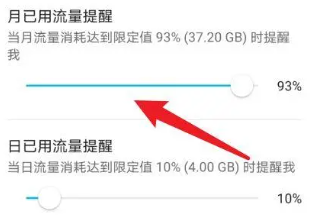 月已用流量提醒
当月流量消耗达到限定值 93% (37.20 GB) 时提醒
我
93%
日已用流量提醒
当日流量消耗达到限定值 10% (4.00 GB) 时提醒我
10%